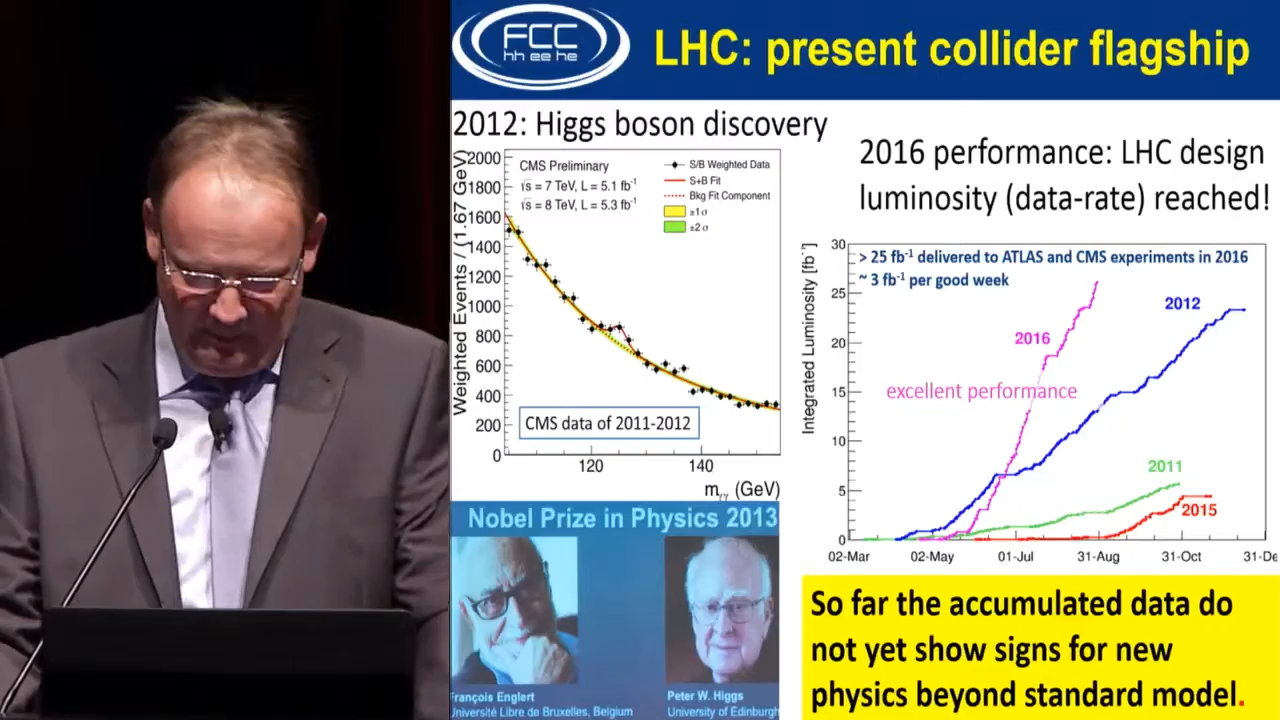 FCC
hh ee he
LHC: present collider flagship
2012: Higgs boson discovery
2016 performance: LHC design
luminosity (data-rate) reached!
Weighted Events / (1.67 GeV)
2000
1800
1600
1400
1200
1000
800
600
400
200
0
CMS Preliminary
√s = 7 TeV, L = 5.1 fb⁻¹
√s = 8 TeV, L = 5.3 fb⁻¹
S/B Weighted Data
S+B Fit
Bkg Fit Component
±1 σ
±2 σ
CMS data of 2011-2012
120
140
mγγ (GeV)
Integrated Luminosity [fb⁻¹]
30
25
20
15
10
5
0
> 25 fb⁻¹ delivered to ATLAS and CMS experiments in 2016
~ 3 fb⁻¹ per good week
2012
2016
excellent performance
2011
2015
02-Mar
02-May
01-Jul
31-Aug
31-Oct
31-De
Nobel Prize in Physics 2013
François Englert
Université Libre de Bruxelles, Belgium
Peter W. Higgs
University of Edinburgh
So far the accumulated data do
not yet show signs for new
physics beyond standard model.